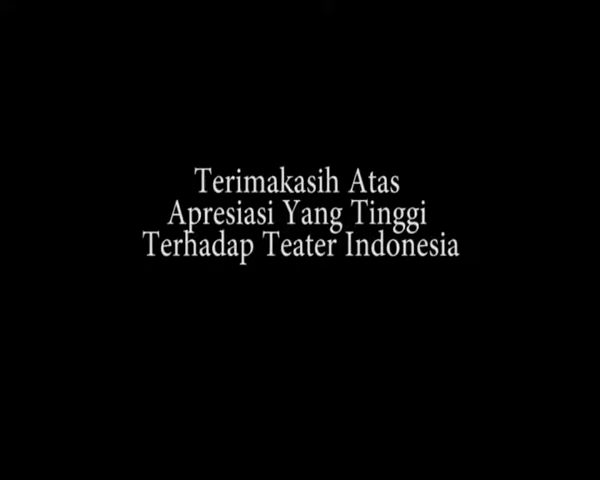 Terimakasih Atas
Apresiasi Yang Tinggi
Terhadap Teater Indonesia